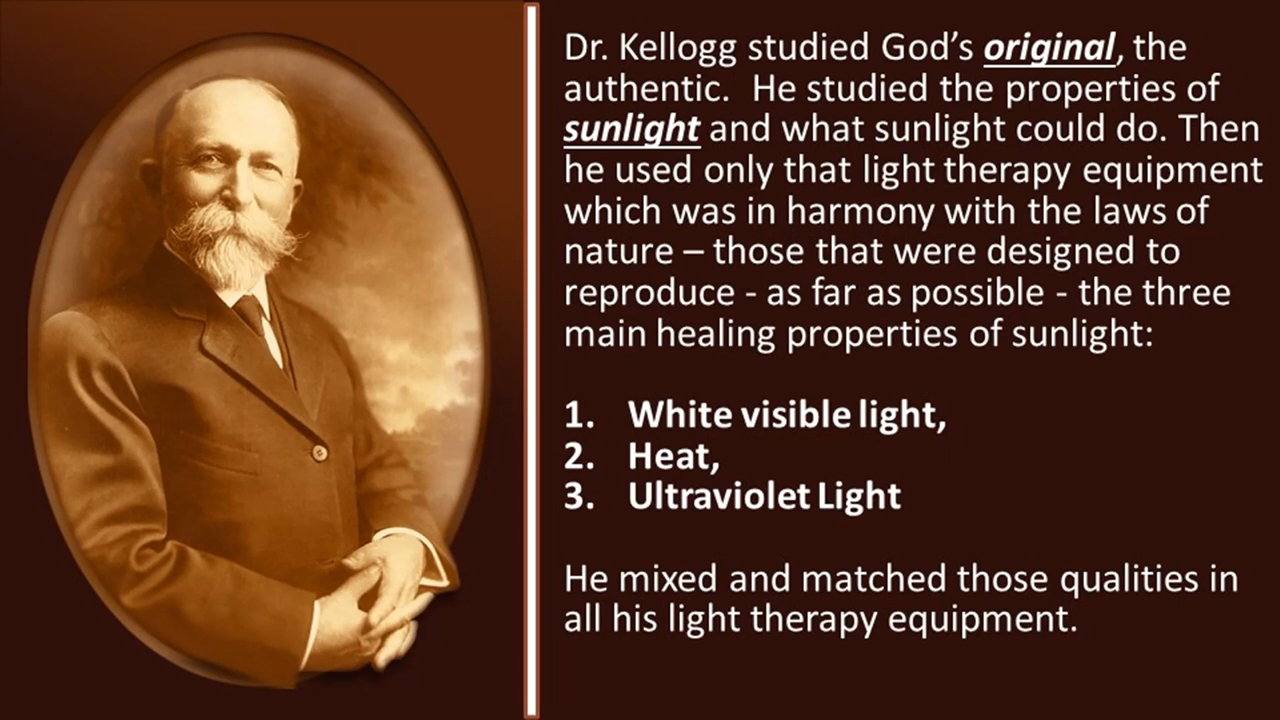 Dr. Kellogg studied God’s original, the
authentic.  He studied the properties of
sunlight and what sunlight could do. Then
he used only that light therapy equipment
which was in harmony with the laws of
nature – those that were designed to
reproduce - as far as possible - the three
main healing properties of sunlight:
1. White visible light,
2. Heat,
3. Ultraviolet Light
He mixed and matched those qualities in
all his light therapy equipment.